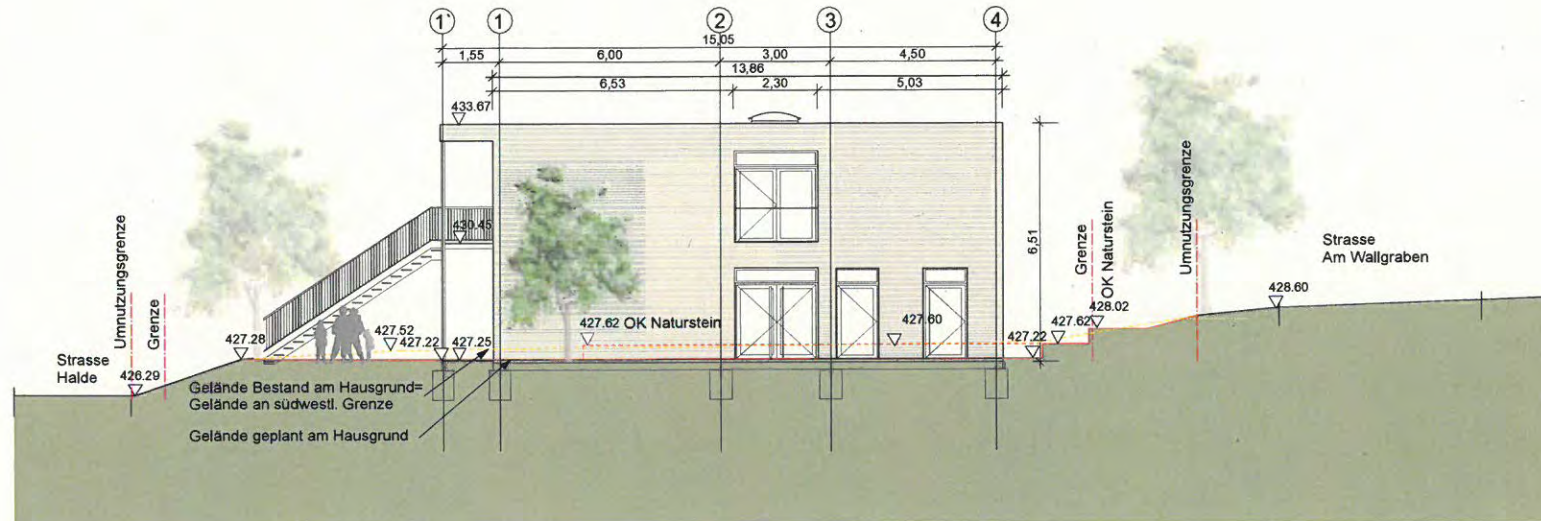 1` 1 2 3 4
15,05
1,55 6,00 3,00 4,50
13,86
6,53 2,30 5,03
433.67
430.45
6,51
Umnutzungsgrenze
Grenze
Grenze
OK Naturstein
Umnutzungsgrenze
Strasse
Am Wallgraben
428.60
428.02
427.62
427.22
427.60
427.62 OK Naturstein
427.52
427.28
427.22
427.25
Strasse
Halde
426.29
Gelände Bestand am Hausgrund=
Gelände an südwestl. Grenze
Gelände geplant am Hausgrund